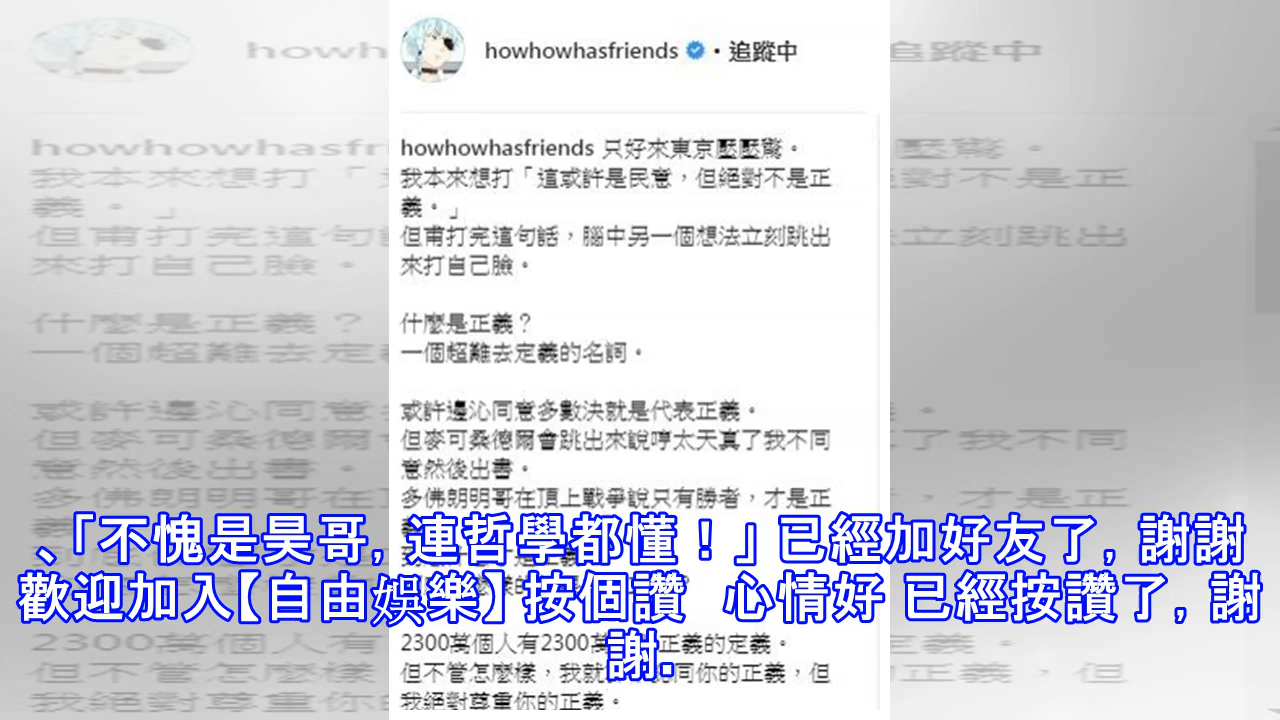 howhowhasfriends • 追蹤中
howhowhasfriends 只好來東京壓壓驚。
我本來想打「這或許是民意，但絕對不是正
義。」
但甫打完這句話，腦中另一個想法立刻跳出
來打自己臉。
什麼是正義？
一個超難去定義的名詞。
或許邊沁同意多數決就是代表正義。
但麥可桑德爾會跳出來說哼太天真了我不同
意然後出書。
多佛朗明哥在頂上戰爭說只有勝者，才是正
、「不愧是昊哥, 連哲學都懂！」 已經加好友了, 謝謝
歡迎加入【自由娛樂】 按個讚 心情好 已經按讚了, 謝
謝.
2300萬個人有2300萬 正義的定義。
但不管怎麼樣，我就 同你的正義，但
我絕對尊重你的正義。